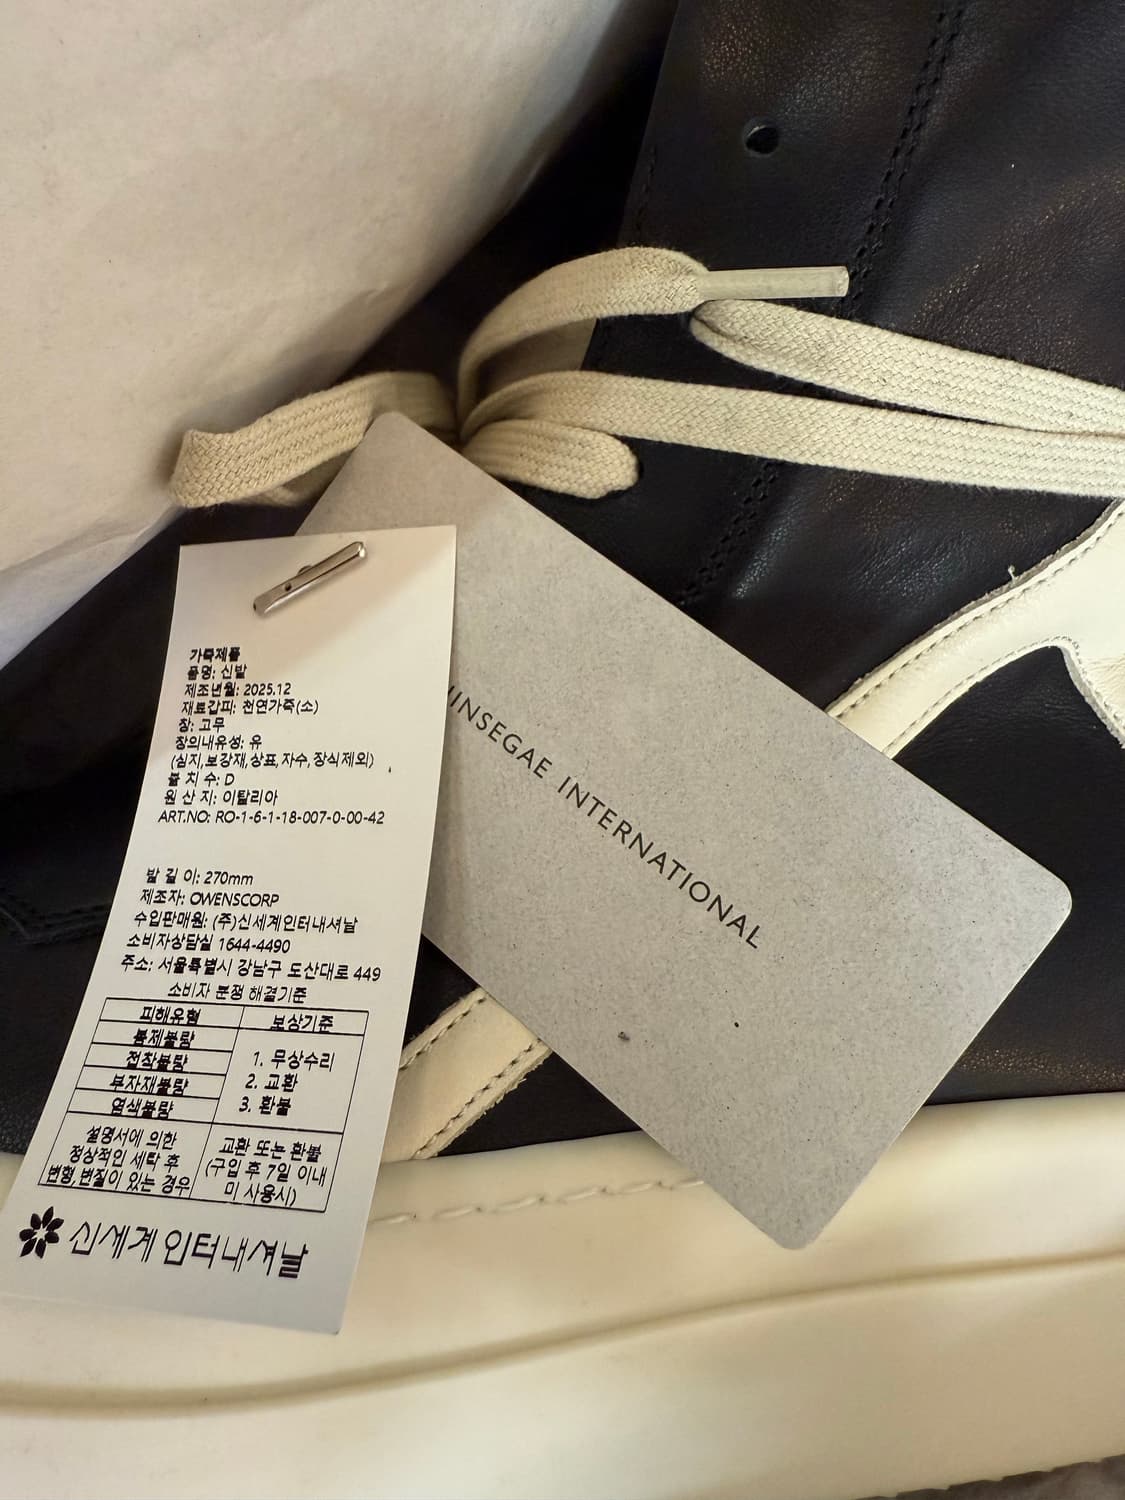 가죽제품
품명: 신발
제조년월: 2025.12
재료갑피: 천연가죽(소)
창: 고무
창의내유성: 유
(심지,보강재,상표,자수,장식제외)
볼 치 수: D
원 산 지: 이탈리아
ART.NO: RO-1-6-1-18-007-0-00-42
발 길 이: 270mm
제조자: OWENSCORP
수입판매원: (주)신세계인터내셔날
소비자상담실 1644-4490
주소: 서울특별시 강남구 도산대로 449
소비자 분쟁 해결기준
피해유형 보상기준
봉제불량
접착불량
부자재불량
염색불량
1. 무상수리
2. 교환
3. 환불
설명서에 의한
정상적인 세탁 후
변형,변질이 있는 경우
교환 또는 환불
(구입 후 7일 이내
미 사용시)
신세계인터내셔날
HINSEGAE INTERNATIONAL